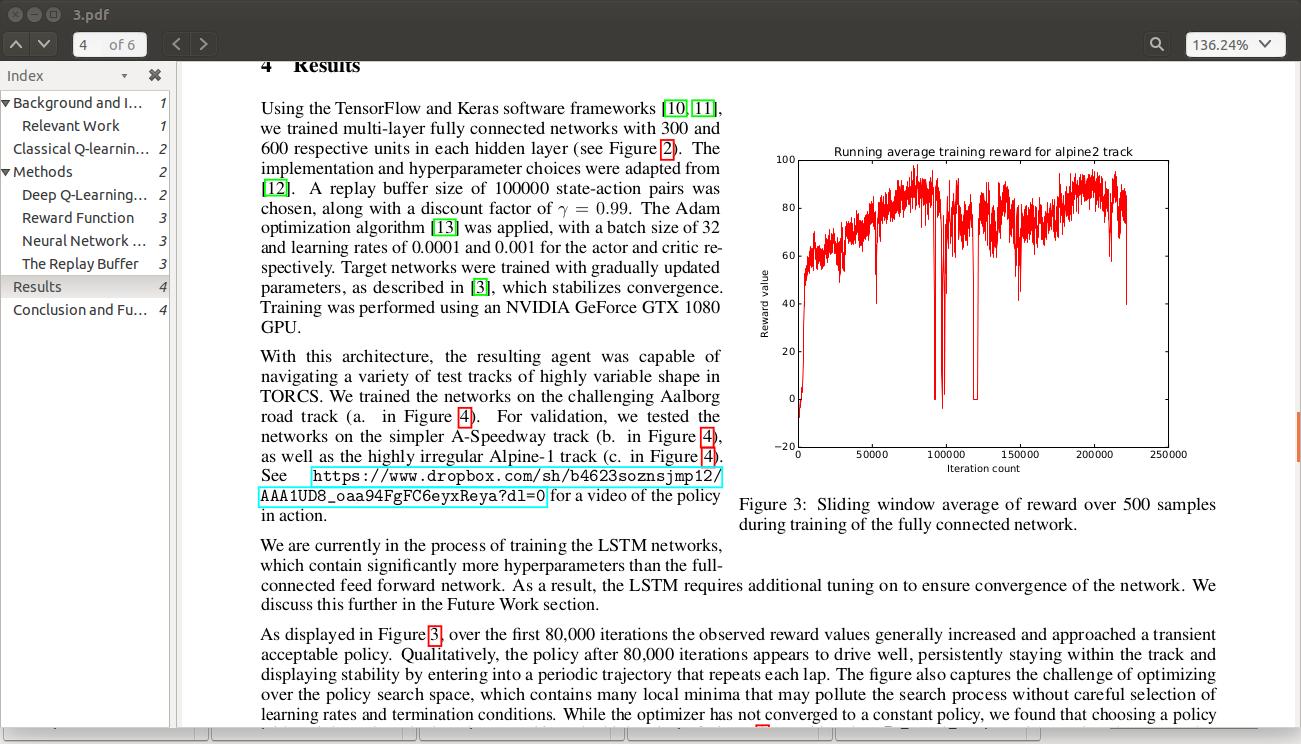 3.pdf
4 of 6
136.24%
Index
Background and I... 1
Relevant Work 1
Classical Q-learnin... 2
Methods 2
Deep Q-Learning... 2
Reward Function 3
Neural Network ... 3
The Replay Buffer 3
Results 4
Conclusion and Fu... 4
4 Results
Using the TensorFlow and Keras software frameworks [10, 11],
we trained multi-layer fully connected networks with 300 and
600 respective units in each hidden layer (see Figure 2). The
implementation and hyperparameter choices were adapted from
[12]. A replay buffer size of 100000 state-action pairs was
chosen, along with a discount factor of γ = 0.99. The Adam
optimization algorithm [13] was applied, with a batch size of 32
and learning rates of 0.0001 and 0.001 for the actor and critic re-
spectively. Target networks were trained with gradually updated
parameters, as described in [3], which stabilizes convergence.
Training was performed using an NVIDIA GeForce GTX 1080
GPU.
With this architecture, the resulting agent was capable of
navigating a variety of test tracks of highly variable shape in
TORCS. We trained the networks on the challenging Aalborg
road track (a. in Figure 4). For validation, we tested the
networks on the simpler A-Speedway track (b. in Figure 4),
as well as the highly irregular Alpine-1 track (c. in Figure 4).
See https://www.dropbox.com/sh/b4623soznsjmp12/
AAA1UD8_oaa94FgFC6eyxReya?dl=0 for a video of the policy
in action.
Running average training reward for alpine2 track
100
80
60
40
20
0
−20
Reward value
0 50000 100000 150000 200000 250000
Iteration count
Figure 3: Sliding window average of reward over 500 samples
during training of the fully connected network.
We are currently in the process of training the LSTM networks,
which contain significantly more hyperparameters than the full-
connected feed forward network. As a result, the LSTM requires additional tuning on to ensure convergence of the network. We
discuss this further in the Future Work section.
As displayed in Figure 3, over the first 80,000 iterations the observed reward values generally increased and approached a transient
acceptable policy. Qualitatively, the policy after 80,000 iterations appears to drive well, persistently staying within the track and
displaying stability by entering into a periodic trajectory that repeats each lap. The figure also captures the challenge of optimizing
over the policy search space, which contains many local minima that may pollute the search process without careful selection of
learning rates and termination conditions. While the optimizer has not converged to a constant policy, we found that choosing a policy